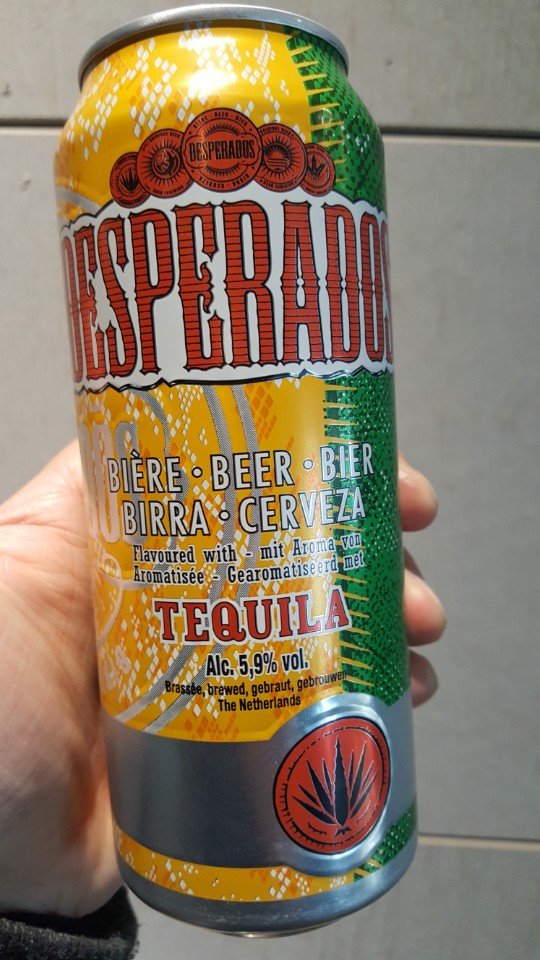 DESPERADOS
DESPERADOS
BIÈRE · BEER · BIER
BIRRA · CERVEZA
Flavoured with - mit Aroma von
Aromatisée - Gearomatiseerd met
TEQUILA
Alc. 5,9% vol.
Brassée, brewed, gebraut, gebrouwen
The Netherlands